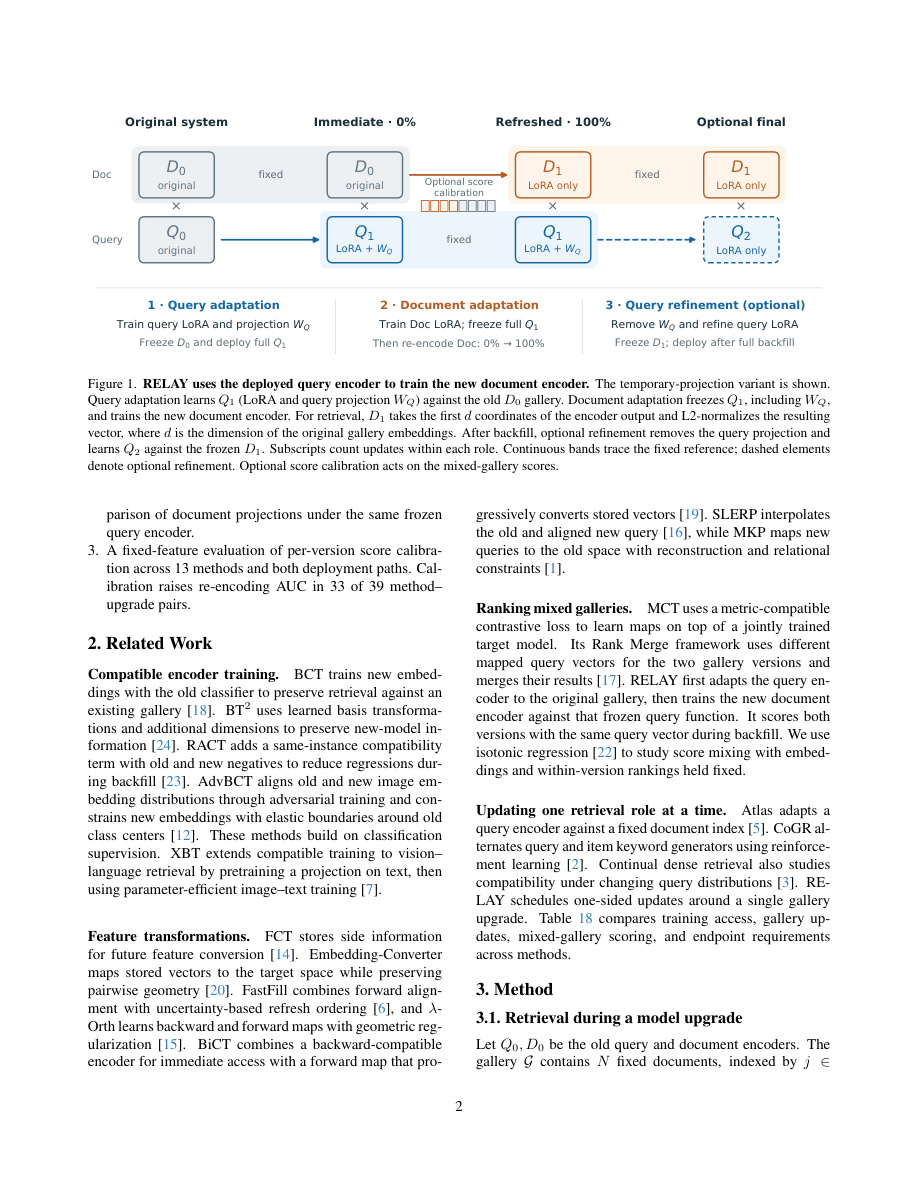 Original system
Immediate · 0%
Refreshed · 100%
Optional final
Doc
D₀
original
fixed
D₀
original
Optional score
calibration
D₁
LoRA only
fixed
D₁
LoRA only
×
×
×
×
Query
Q₀
original
Q₁
LoRA + W_Q
fixed
Q₁
LoRA + W_Q
Q₂
LoRA only
1 · Query adaptation
Train query LoRA and projection W_Q
Freeze D₀ and deploy full Q₁
2 · Document adaptation
Train Doc LoRA; freeze full Q₁
Then re-encode Doc: 0% → 100%
3 · Query refinement (optional)
Remove W_Q and refine query LoRA
Freeze D₁; deploy after full backfill
Figure 1. RELAY uses the deployed query encoder to train the new document encoder. The temporary-projection variant is shown.
Query adaptation learns Q₁ (LoRA and query projection W_Q) against the old D₀ gallery. Document adaptation freezes Q₁, including W_Q,
and trains the new document encoder. For retrieval, D₁ takes the first d coordinates of the encoder output and L2-normalizes the resulting
vector, where d is the dimension of the original gallery embeddings. After backfill, optional refinement removes the query projection and
learns Q₂ against the frozen D₁. Subscripts count updates within each role. Continuous bands trace the fixed reference; dashed elements
denote optional refinement. Optional score calibration acts on the mixed-gallery scores.
parison of document projections under the same frozen
query encoder.
3. A fixed-feature evaluation of per-version score calibra-
tion across 13 methods and both deployment paths. Cal-
ibration raises re-encoding AUC in 33 of 39 method–
upgrade pairs.
2. Related Work
Compatible encoder training. BCT trains new embed-
dings with the old classifier to preserve retrieval against an
existing gallery [18]. BT² uses learned basis transforma-
tions and additional dimensions to preserve new-model in-
formation [24]. RACT adds a same-instance compatibility
term with old and new negatives to reduce regressions dur-
ing backfill [23]. AdvBCT aligns old and new image em-
bedding distributions through adversarial training and con-
strains new embeddings with elastic boundaries around old
class centers [12]. These methods build on classification
supervision. XBT extends compatible training to vision–
language retrieval by pretraining a projection on text, then
using parameter-efficient image–text training [7].
Feature transformations. FCT stores side information
for future feature conversion [14]. Embedding-Converter
maps stored vectors to the target space while preserving
pairwise geometry [20]. FastFill combines forward align-
ment with uncertainty-based refresh ordering [6], and λ-
Orth learns backward and forward maps with geometric reg-
ularization [15]. BiCT combines a backward-compatible
encoder for immediate access with a forward map that pro-
gressively converts stored vectors [19]. SLERP interpolates
the old and aligned new query [16], while MKP maps new
queries to the old space with reconstruction and relational
constraints [1].
Ranking mixed galleries. MCT uses a metric-compatible
contrastive loss to learn maps on top of a jointly trained
target model. Its Rank Merge framework uses different
mapped query vectors for the two gallery versions and
merges their results [17]. RELAY first adapts the query en-
coder to the original gallery, then trains the new document
encoder against that frozen query function. It scores both
versions with the same query vector during backfill. We use
isotonic regression [22] to study score mixing with embed-
dings and within-version rankings held fixed.
Updating one retrieval role at a time. Atlas adapts a
query encoder against a fixed document index [5]. CoGR al-
ternates query and item keyword generators using reinforce-
ment learning [2]. Continual dense retrieval also studies
compatibility under changing query distributions [3]. RE-
LAY schedules one-sided updates around a single gallery
upgrade. Table 18 compares training access, gallery up-
dates, mixed-gallery scoring, and endpoint requirements
across methods.
3. Method
3.1. Retrieval during a model upgrade
Let Q₀, D₀ be the old query and document encoders. The
gallery 𝒢 contains N fixed documents, indexed by j ∈
2